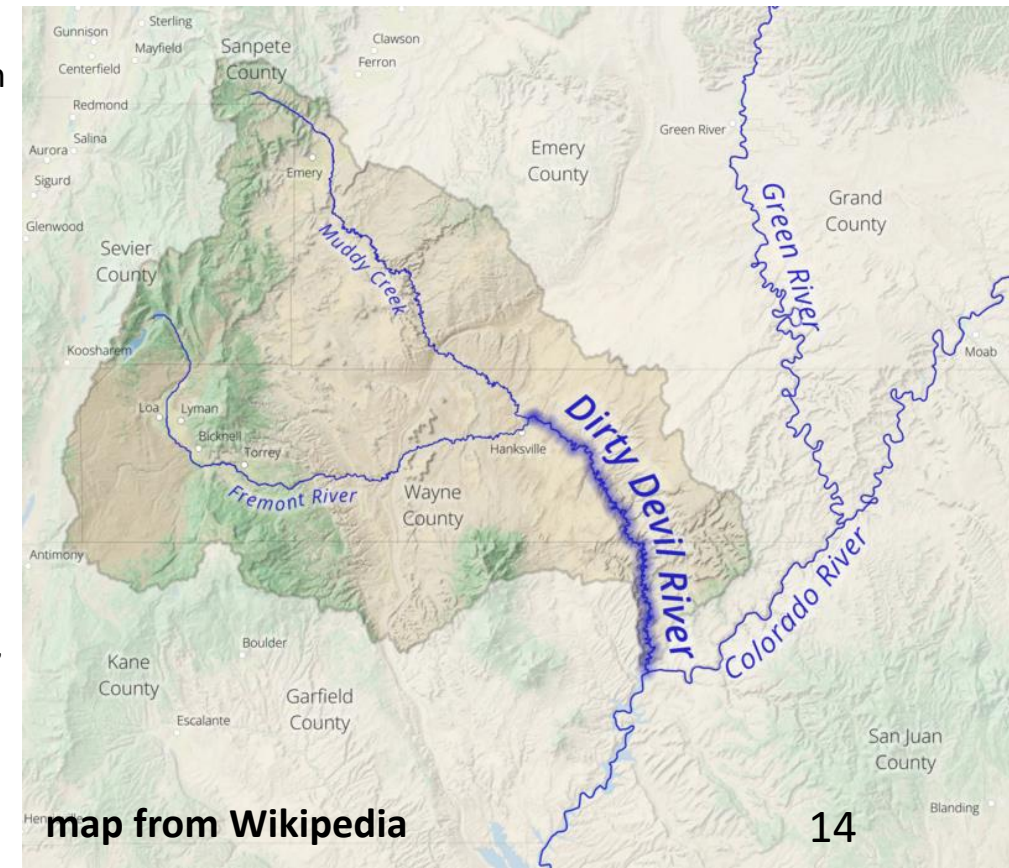 Sterling
Gunnison
Clawson
Mayfield
Sanpete
County
Ferron
Centerfield
n
Redmond
Green River
Salina
Emery
County
Aurora
Emery
Sigurd
Grand
County
Green River
Glenwood
Sevier
County
Muddy Creek
Koosharem
Moab
Loa
Lyman
Dirty Devil River
Bicknell
Hanksville
Torrey
Fremont River
Wayne
County
Antimony
Colorado River
Boulder
Kane
County
Garfield
County
Escalante
San Juan
County
Blanding
map from Wikipedia
14